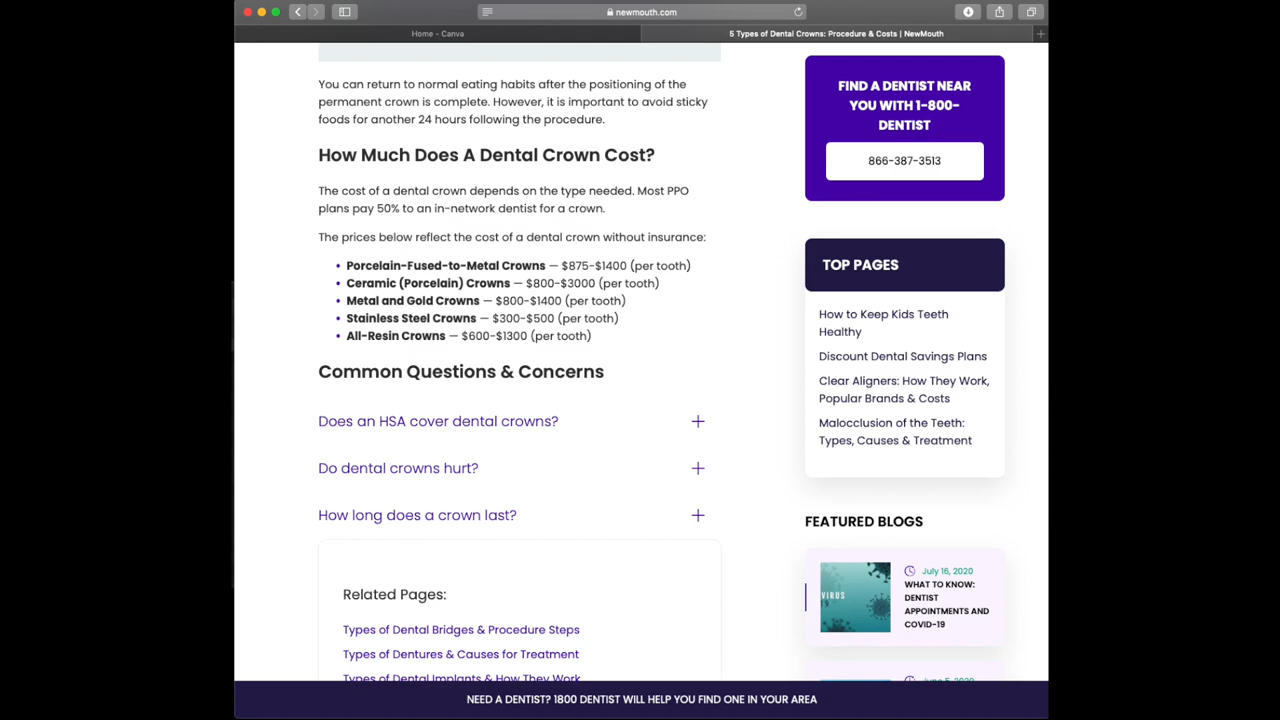 newmouth.com
Home - Canva
5 Types of Dental Crowns: Procedure & Costs | NewMouth
You can return to normal eating habits after the positioning of the
permanent crown is complete. However, it is important to avoid sticky
foods for another 24 hours following the procedure.
How Much Does A Dental Crown Cost?
The cost of a dental crown depends on the type needed. Most PPO
plans pay 50% to an in-network dentist for a crown.
The prices below reflect the cost of a dental crown without insurance:
• Porcelain-Fused-to-Metal Crowns — $875-$1400 (per tooth)
• Ceramic (Porcelain) Crowns — $800-$3000 (per tooth)
• Metal and Gold Crowns — $800-$1400 (per tooth)
• Stainless Steel Crowns — $300-$500 (per tooth)
• All-Resin Crowns — $600-$1300 (per tooth)
Common Questions & Concerns
Does an HSA cover dental crowns?
Do dental crowns hurt?
How long does a crown last?
Related Pages:
Types of Dental Bridges & Procedure Steps
Types of Dentures & Causes for Treatment
Types of Dental Implants & How They Work
FIND A DENTIST NEAR
YOU WITH 1-800-
DENTIST
866-387-3513
TOP PAGES
How to Keep Kids Teeth
Healthy
Discount Dental Savings Plans
Clear Aligners: How They Work,
Popular Brands & Costs
Malocclusion of the Teeth:
Types, Causes & Treatment
FEATURED BLOGS
VIRUS
July 16, 2020
WHAT TO KNOW:
DENTIST
APPOINTMENTS AND
COVID-19
June 5, 2020
NEED A DENTIST? 1800 DENTIST WILL HELP YOU FIND ONE IN YOUR AREA